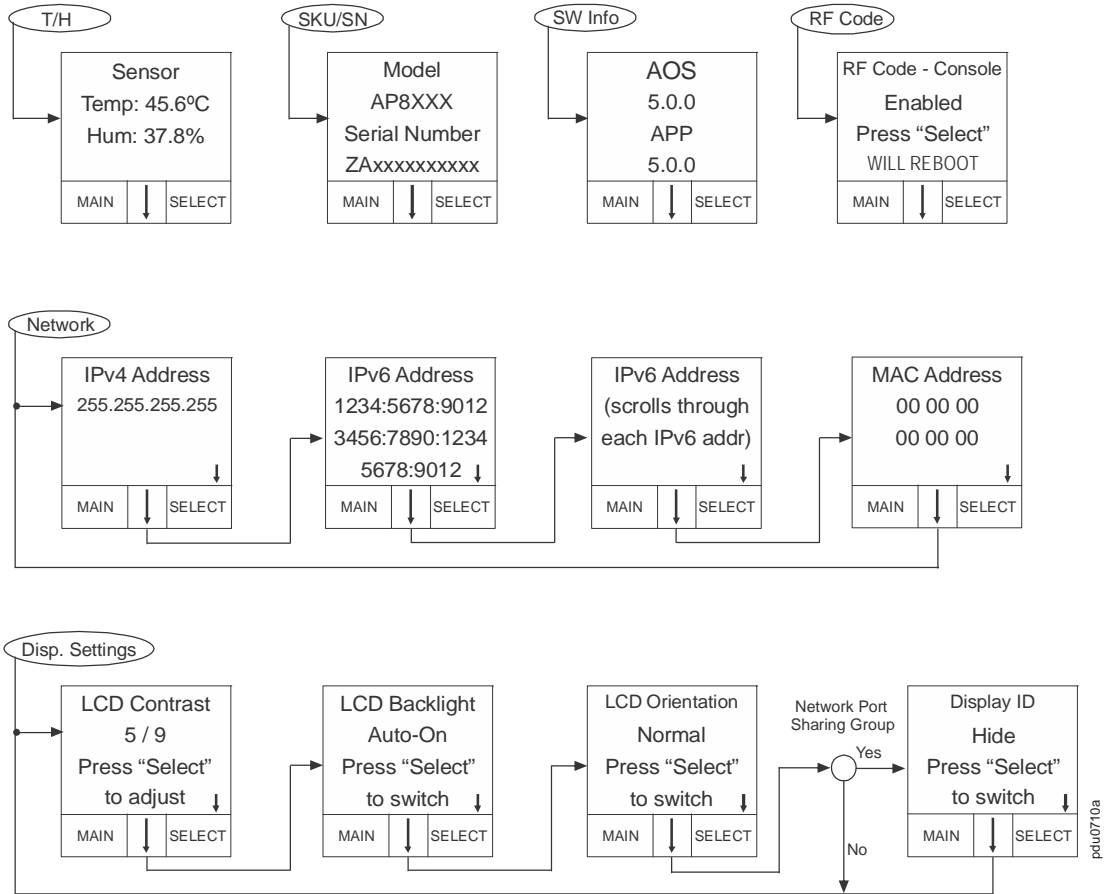 T/H
Sensor
Temp: 45.6ºC
Hum: 37.8%
MAIN
SELECT
SKU/SN
Model
AP8XXX
Serial Number
ZAxxxxxxxxxx
MAIN
SELECT
SW Info
AOS
5.0.0
APP
5.0.0
MAIN
SELECT
RF Code
RF Code - Console
Enabled
Press “Select”
WILL REBOOT
MAIN
SELECT
Network
IPv4 Address
255.255.255.255
MAIN
SELECT
IPv6 Address
1234:5678:9012
3456:7890:1234
5678:9012
MAIN
SELECT
IPv6 Address
(scrolls through
each IPv6 addr)
MAIN
SELECT
MAC Address
00 00 00
00 00 00
MAIN
SELECT
Disp. Settings
LCD Contrast
5 / 9
Press “Select”
to adjust
MAIN
SELECT
LCD Backlight
Auto-On
Press “Select”
to switch
MAIN
SELECT
LCD Orientation
Normal
Press “Select”
to switch
MAIN
SELECT
Network Port
Sharing Group
Yes
No
Display ID
Hide
Press “Select”
to switch
MAIN
SELECT
pdu0710a